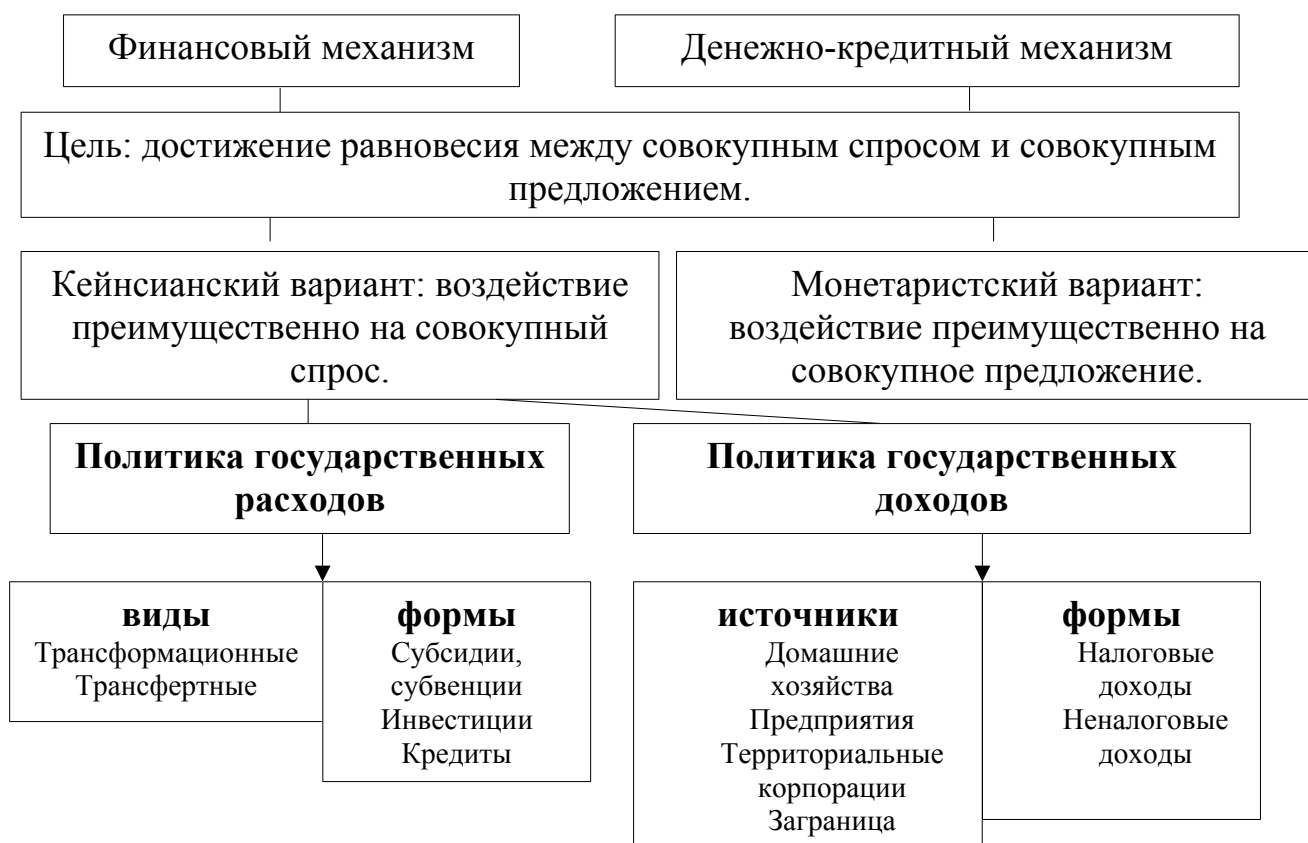 Финансовый механизм
Денежно-кредитный механизм
Цель: достижение равновесия между совокупным спросом и совокупным
предложением.
Кейнсианский вариант: воздействие
преимущественно на совокупный
спрос.
Монетаристский вариант:
воздействие преимущественно на
совокупное предложение.
Политика государственных
расходов
Политика государственных
доходов
виды
Трансформационные
Трансфертные
формы
Субсидии,
субвенции
Инвестиции
Кредиты
источники
Домашние
хозяйства
Предприятия
Территориальные
корпорации
Заграница
формы
Налоговые
доходы
Неналоговые
доходы